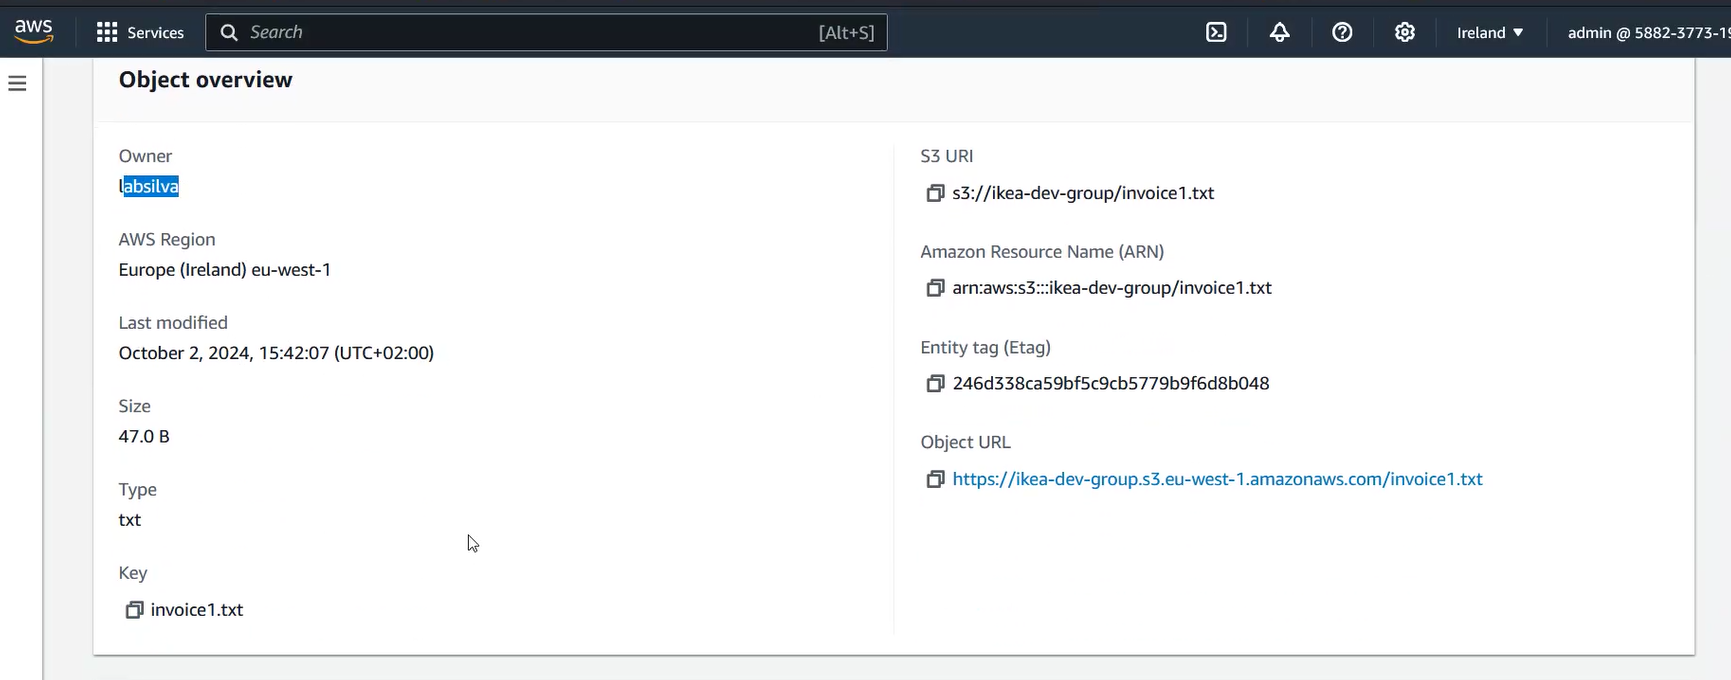 aws Services Search [Alt+S] Ireland admin @ 5882-3773-19
Object overview
Owner
labsilva
AWS Region
Europe (Ireland) eu-west-1
Last modified
October 2, 2024, 15:42:07 (UTC+02:00)
Size
47.0 B
Type
txt
Key
invoice1.txt
S3 URI
s3://ikea-dev-group/invoice1.txt
Amazon Resource Name (ARN)
arn:aws:s3:::ikea-dev-group/invoice1.txt
Entity tag (Etag)
246d338ca59bf5c9cb5779b9f6d8b048
Object URL
https://ikea-dev-group.s3.eu-west-1.amazonaws.com/invoice1.txt